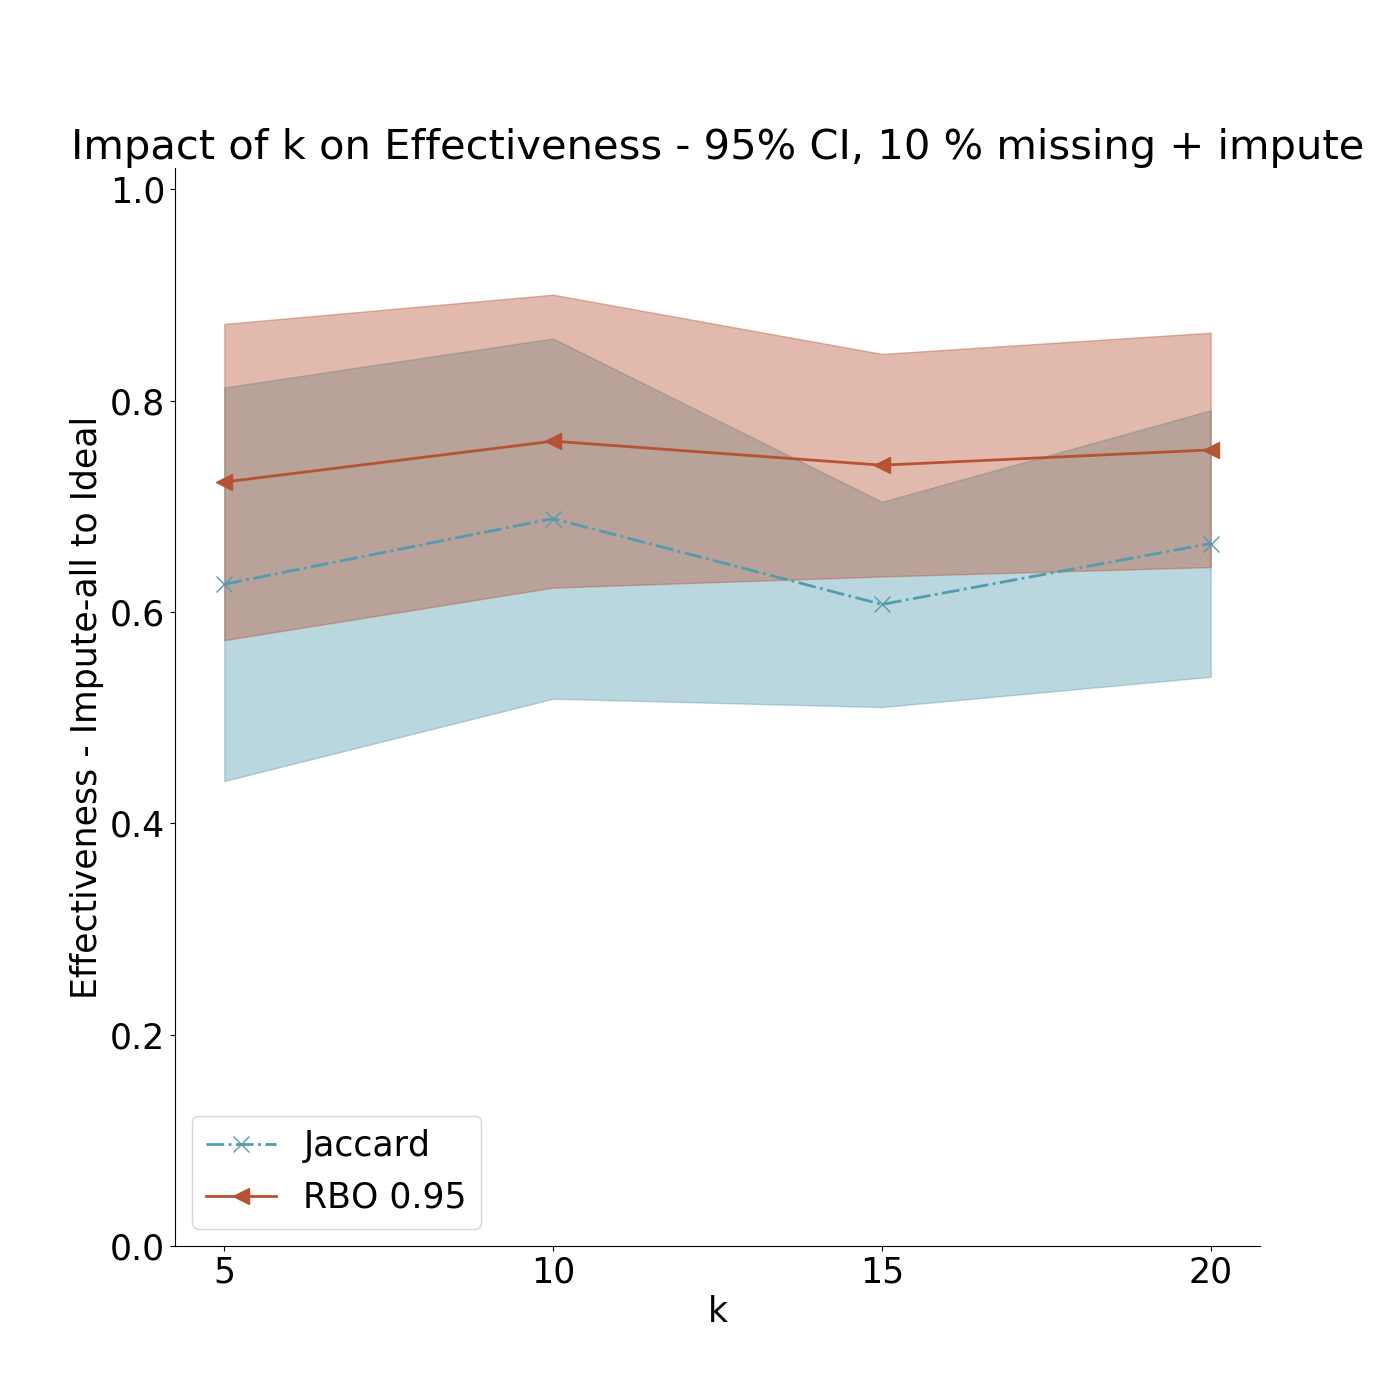 Impact of k on Effectiveness - 95% CI, 10 % missing + impute
1.0
0.8
0.6
0.4
0.2
0.0
Effectiveness - Impute-all to Ideal
Jaccard
RBO 0.95
5 10 15 20
k